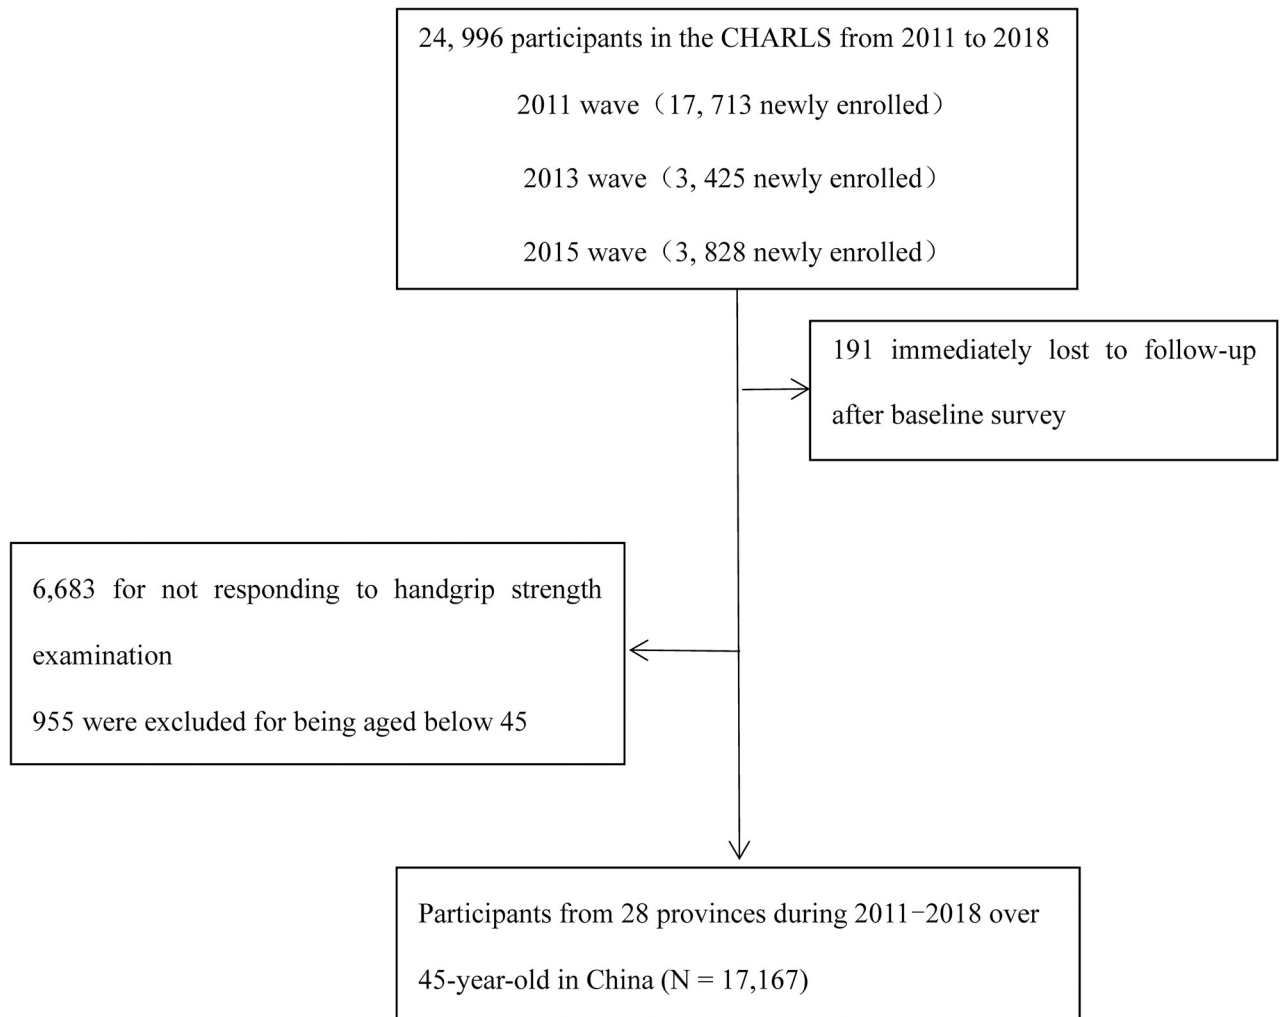 24, 996 participants in the CHARLS from 2011 to 2018
2011 wave（17, 713 newly enrolled）
2013 wave（3, 425 newly enrolled）
2015 wave（3, 828 newly enrolled）
191 immediately lost to follow-up
after baseline survey
6,683 for not responding to handgrip strength
examination
955 were excluded for being aged below 45
Participants from 28 provinces during 2011−2018 over
45-year-old in China (N = 17,167)